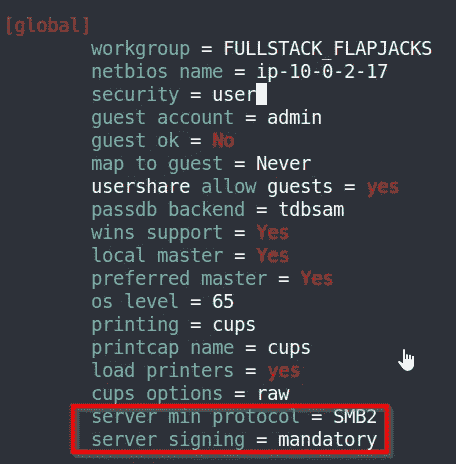 [global]
workgroup = FULLSTACK_FLAPJACKS
netbios name = ip-10-0-2-17
security = user
guest account = admin
guest ok = No
map to guest = Never
usershare allow guests = yes
passdb backend = tdbsam
wins support = Yes
local master = Yes
preferred master = Yes
os level = 65
printing = cups
printcap name = cups
load printers = yes
cups options = raw
server min protocol = SMB2
server signing = mandatory